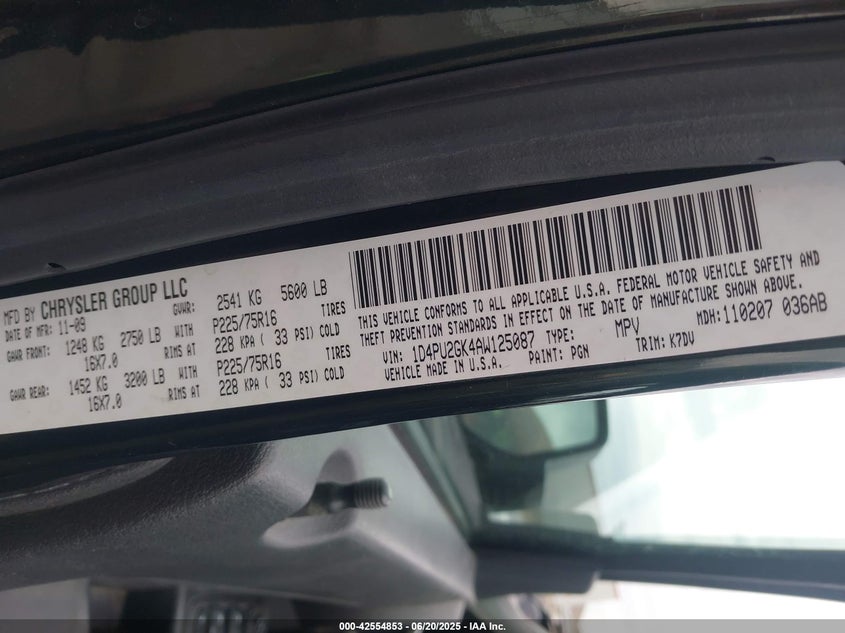 MFD BY CHRYSLER GROUP LLC
DATE OF MFR: 11-09 GVWR: 2541 KG 5600 LB
GAWR FRONT: 1248 KG 2750 LB WITH P225/75R16 TIRES
16X7.0 RIMS AT 228 KPA ( 33 PSI) COLD
GAWR REAR: 1452 KG 3200 LB WITH P225/75R16 TIRES
16X7.0 RIMS AT 228 KPA ( 33 PSI) COLD
THIS VEHICLE CONFORMS TO ALL APPLICABLE U.S.A. FEDERAL MOTOR VEHICLE SAFETY AND
THEFT PREVENTION STANDARDS IN EFFECT ON THE DATE OF MANUFACTURE SHOWN ABOVE.
VIN: 1D4PU2GK4AW125087 TYPE: MPV MDH: 110207 036AB
VEHICLE MADE IN U.S.A. PAINT: PGN TRIM: K7DV
000-42554853 - 06/20/2025 - IAA Inc.